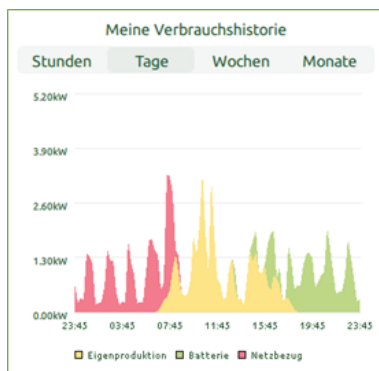 Meine Verbrauchshistorie
Stunden Tage Wochen Monate
5.20kW
3.90kW
2.60kW
1.30kW
0.00kW
23:45 03:45 07:45 11:45 15:45 19:45 23:45
Eigenproduktion Batterie Netzbezug